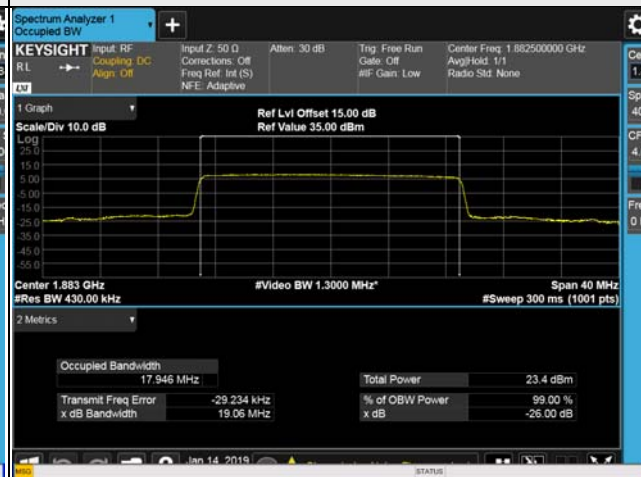 Spectrum Analyzer 1
Occupied BW
KEYSIGHT
RL
LXI
Input: RF
Coupling: DC
Align: Off
Input Z: 50 Ω
Corrections: Off
Freq Ref: Int (S)
NFE: Adaptive
Atten: 30 dB
Trig: Free Run
Gate: Off
#IF Gain: Low
Center Freq: 1.882500000 GHz
Avg|Hold: 1/1
Radio Std: None
1 Graph
Scale/Div 10.0 dB
Ref Lvl Offset 15.00 dB
Ref Value 35.00 dBm
Log
25.0
15.0
5.00
-5.00
-15.0
-25.0
-35.0
-45.0
-55.0
Center 1.883 GHz
#Res BW 430.00 kHz
#Video BW 1.3000 MHz*
Span 40 MHz
#Sweep 300 ms (1001 pts)
2 Metrics
Occupied Bandwidth
17.946 MHz
Total Power 23.4 dBm
Transmit Freq Error -29.234 kHz
% of OBW Power 99.00 %
x dB Bandwidth 19.06 MHz
x dB -26.00 dB
Jan 14, 2019
MSG
STATUS